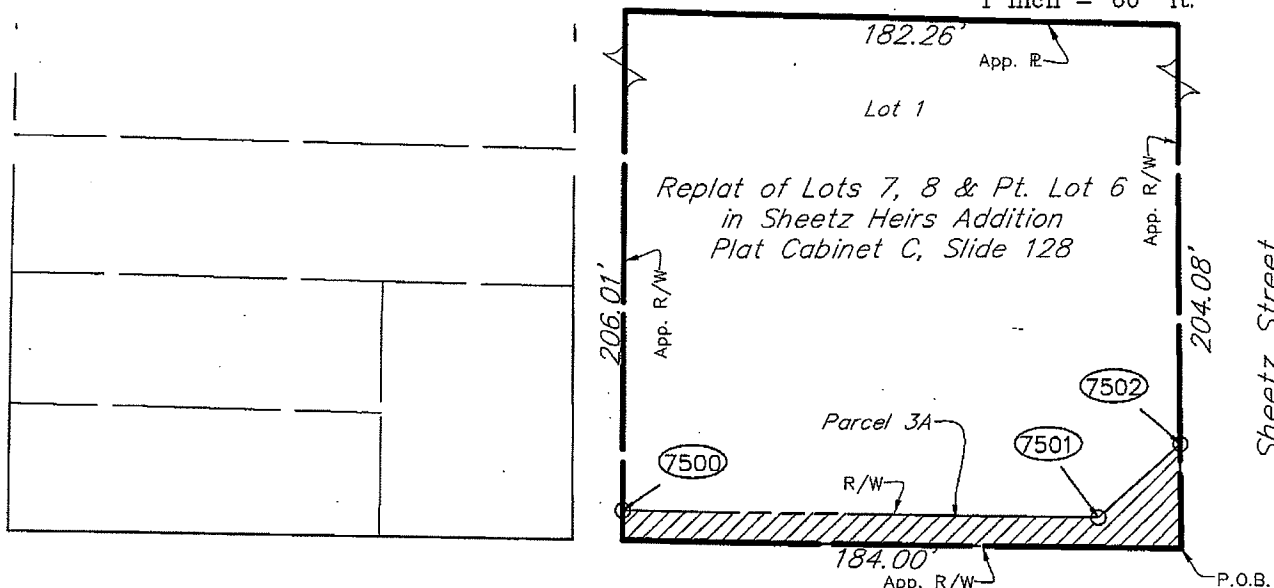 1 inch = 60 ft.
182.26'
App. PL
Lot 1
Replat of Lots 7, 8 & Pt. Lot 6
in Sheetz Heirs Addition
Plat Cabinet C, Slide 128
App. R/W
206.01'
App. R/W
204.08'
Sheetz Street
7502
Parcel 3A
7501
7500
R/W
184.00'
App. R/W
P.O.B.